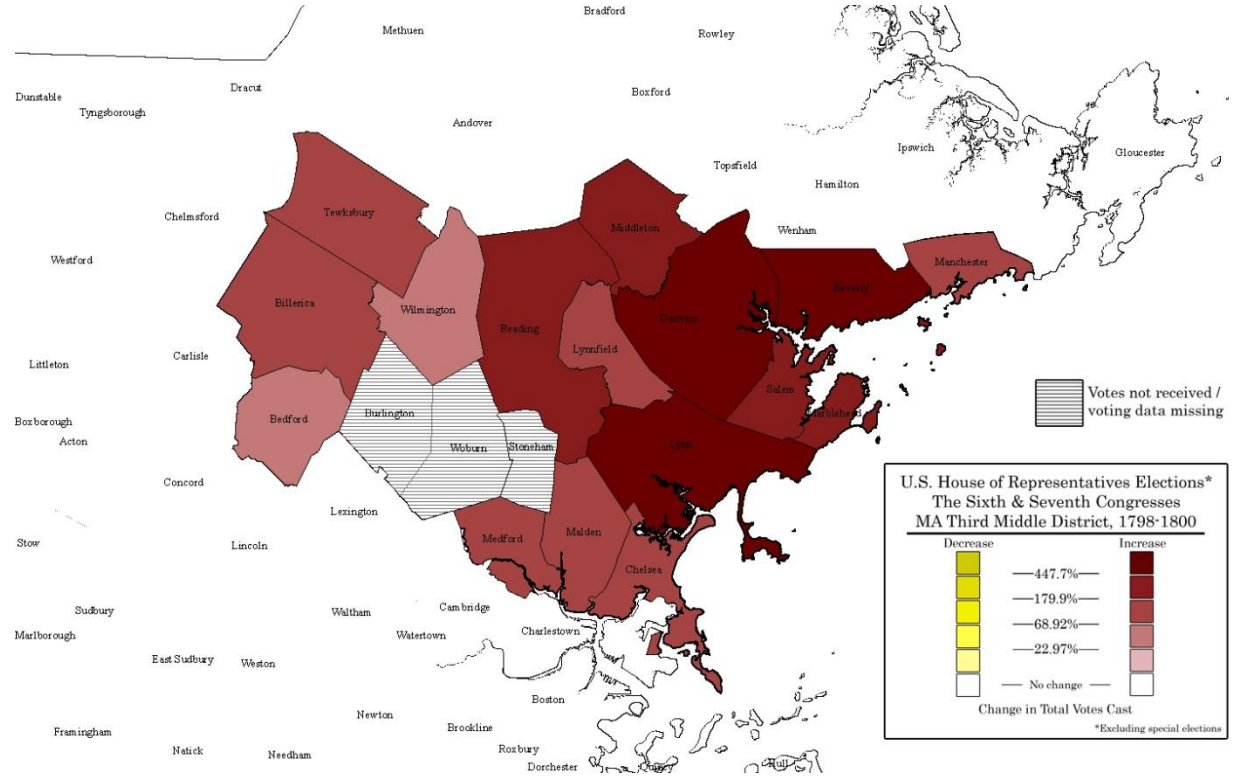 Bradford
Methuen
Rowley
Dracut
Boxford
Dunstable
Tyngsborough
Andover
Ipswich
Gloucester
Topsfield
Hamilton
Chelmsford
Tewksbury
Middleton
Wenham
Westford
Manchester
Billerica
Wilmington
Beverly
Danvers
Reading
Lynnfield
Carlisle
Littleton
Salem
Marblehead
Votes not received /
voting data missing
Boxborough
Acton
Bedford
Burlington
Woburn
Stoneham
Lynn
Concord
Lexington
Stow
Lincoln
Medford
Malden
Chelsea
Sudbury
Waltham
Cambridge
Marlborough
Watertown
Charlestown
East Sudbury
Weston
Boston
Newton
Brookline
Framingham
Natick
Needham
Roxbury
Dorchester
Quincy
Hull
U.S. House of Representatives Elections*
The Sixth & Seventh Congresses
MA Third Middle District, 1798-1800
Decrease
Increase
447.7%
179.9%
68.92%
22.97%
No change
Change in Total Votes Cast
*Excluding special elections